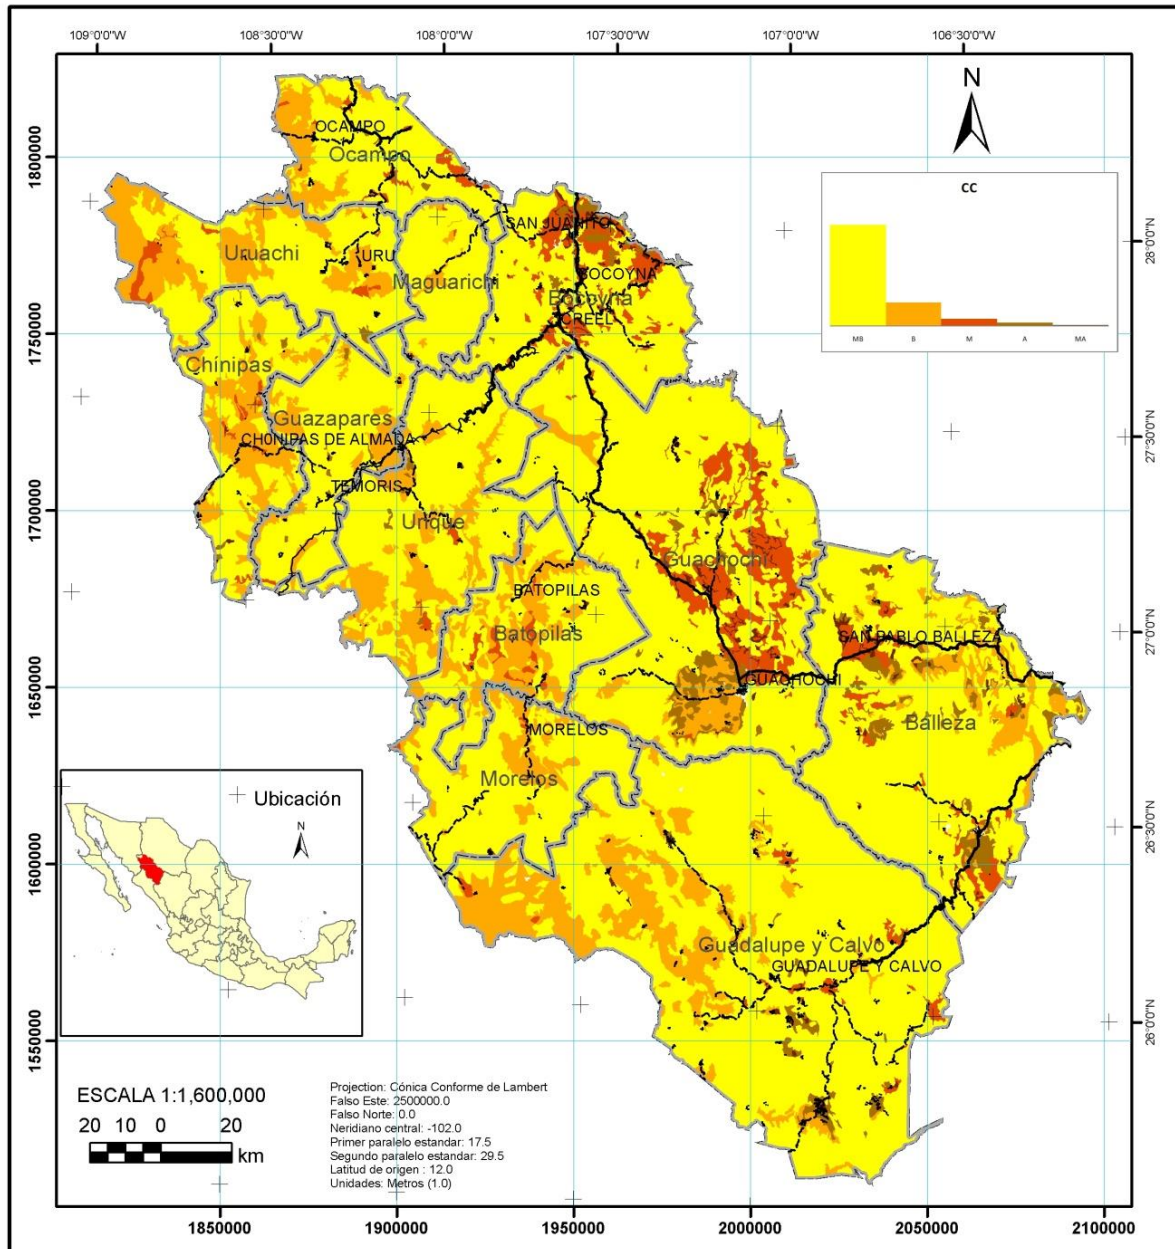 109°0'0"W
108°30'0"W
108°0'0"W
107°30'0"W
107°0'0"W
106°30'0"W
N
OCAMPO
Ocampo
1800000
CC
MB
B
M
A
MA
SAN JUANITO
28°0'0"N
Uruachi
URU
Maguarichi
BOCOYNA
Bocoyna
CREEL
1750000
Chínipas
Guazapares
CH0NIPAS DE ALMADA
27°30'0"N
TEMORIS
1700000
Urique
Guachochi
BATOPILAS
Batopilas
SAN PABLO BALLEZA
27°0'0"N
GUACHOCHI
1650000
Balleza
MORELOS
Morelos
Ubicación
N
26°30'0"N
1600000
Guadalupe y Calvo
GUADALUPE Y CALVO
26°0'0"N
1550000
ESCALA 1:1,600,000
20 10 0 20
km
Projection: Cónica Conforme de Lambert
Falso Este: 2500000.0
Falso Norte: 0.0
Neridiano central: -102.0
Primer paralelo estandar: 17.5
Segundo paralelo estandar: 29.5
Latitud de origen : 12.0
Unidades: Metros (1.0)
1850000
1900000
1950000
2000000
2050000
2100000